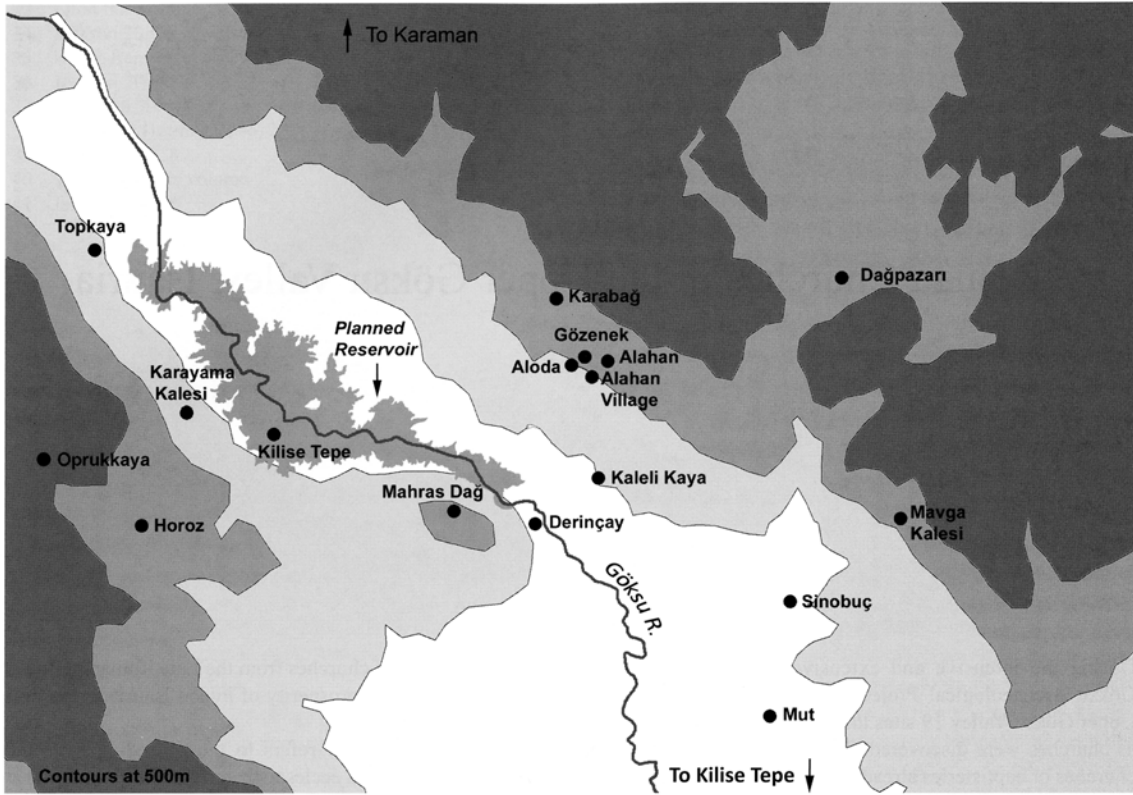 To Karaman
Topkaya
Dağpazarı
Karabağ
Planned
Reservoir
Gözenek
Aloda
Alahan
Alahan
Village
Karayama
Kalesi
Kilise Tepe
Oprukkaya
Kaleli Kaya
Mahras Dağ
Horoz
Derinçay
Mavga
Kalesi
Göksu R.
Sinobuç
Mut
To Kilise Tepe
Contours at 500m